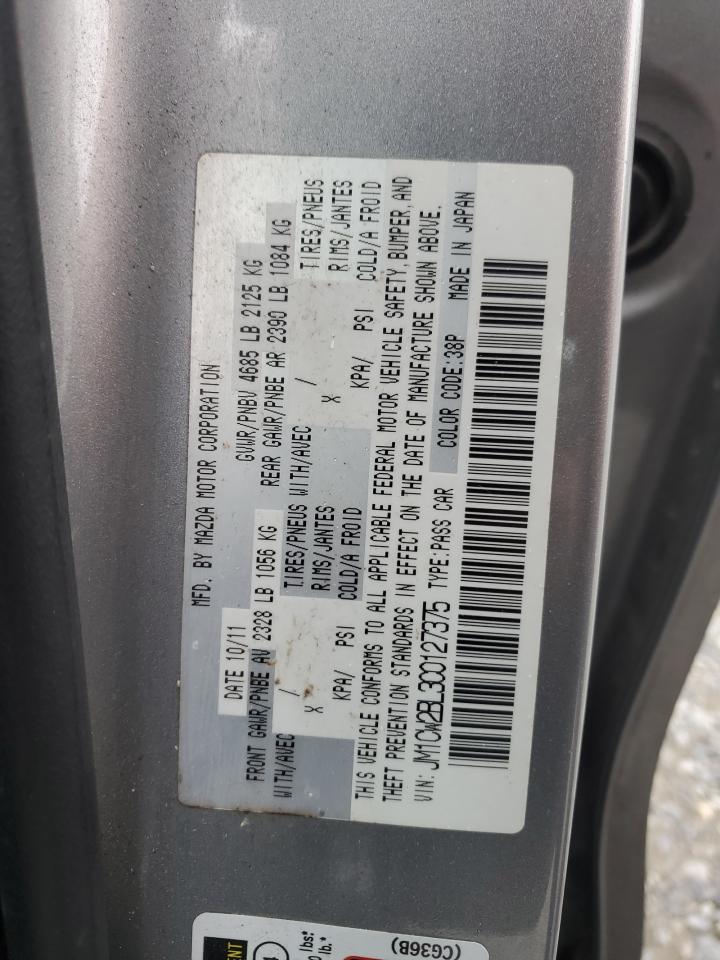 MFD. BY MAZDA MOTOR CORPORATION
DATE 10/11 GVWR/PNBV 4685 LB 2125 KG
FRONT GAWR/PNBE AV 2328 LB 1056 KG REAR GAWR/PNBE AR 2390 LB 1084 KG
WITH/AVEC / TIRES/PNEUS WITH/AVEC / TIRES/PNEUS
X RIMS/JANTES X RIMS/JANTES
KPA/ PSI COLD/A FROID KPA/ PSI COLD/A FROID
THIS VEHICLE CONFORMS TO ALL APPLICABLE FEDERAL MOTOR VEHICLE SAFETY, BUMPER, AND
THEFT PREVENTION STANDARDS IN EFFECT ON THE DATE OF MANUFACTURE SHOWN ABOVE.
VIN: JM1CW2BL3C0127375 TYPE:PASS CAR COLOR CODE:38P MADE IN JAPAN
lbs.*
lb.*
(CG36B)